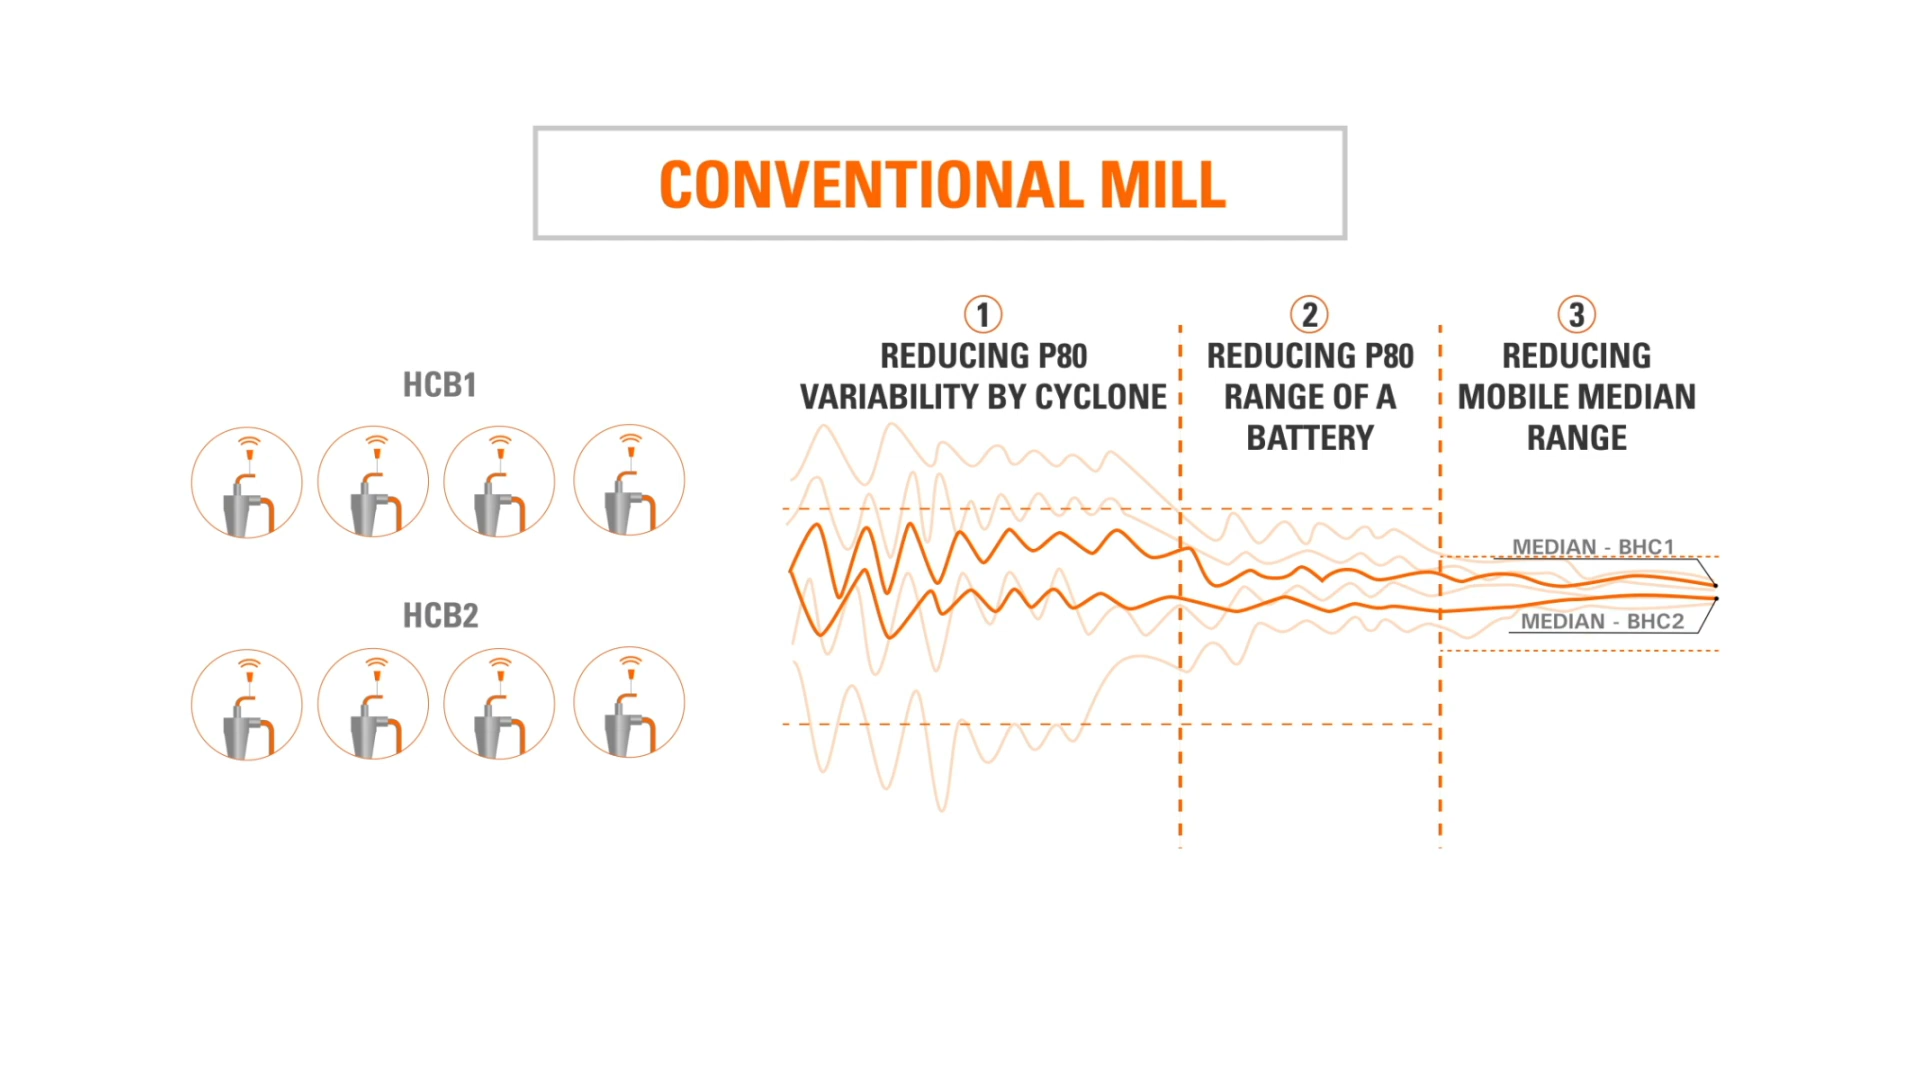 CONVENTIONAL MILL
HCB1
HCB2
1
REDUCING P80
VARIABILITY BY CYCLONE
2
REDUCING P80
RANGE OF A
BATTERY
3
REDUCING
MOBILE MEDIAN
RANGE
MEDIAN - BHC1
MEDIAN - BHC2